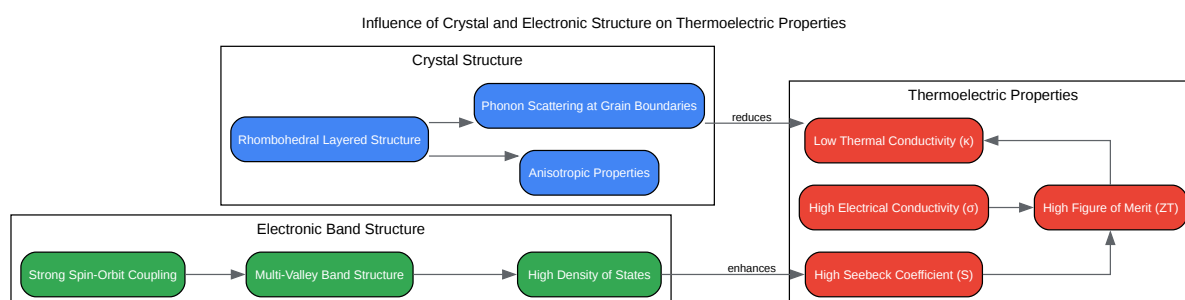 Influence of Crystal and Electronic Structure on Thermoelectric Properties
Crystal Structure
Rhombohedral Layered Structure
Phonon Scattering at Grain Boundaries
Anisotropic Properties
reduces
Electronic Band Structure
Strong Spin-Orbit Coupling
Multi-Valley Band Structure
High Density of States
enhances
Thermoelectric Properties
Low Thermal Conductivity (κ)
High Electrical Conductivity (σ)
High Figure of Merit (ZT)
High Seebeck Coefficient (S)